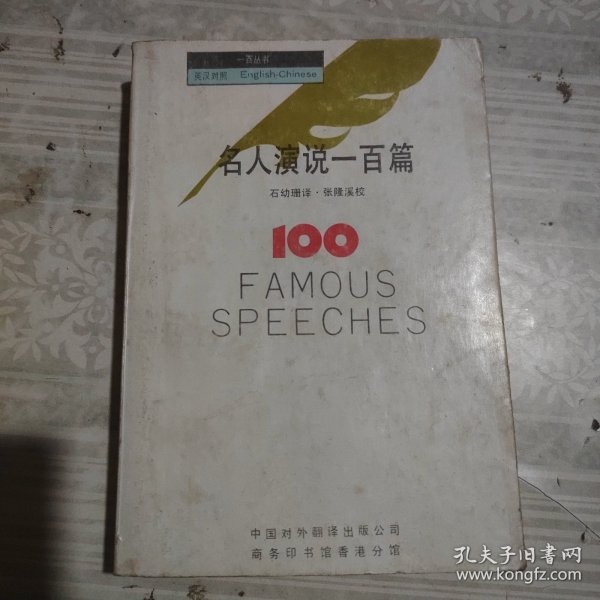 一百丛书
英汉对照 English-Chinese
名人演说一百篇
石幼珊译·张隆溪校
100
FAMOUS
SPEECHES
中国对外翻译出版公司
商务印书馆香港分馆
孔夫子旧书网
www.kongfz.com